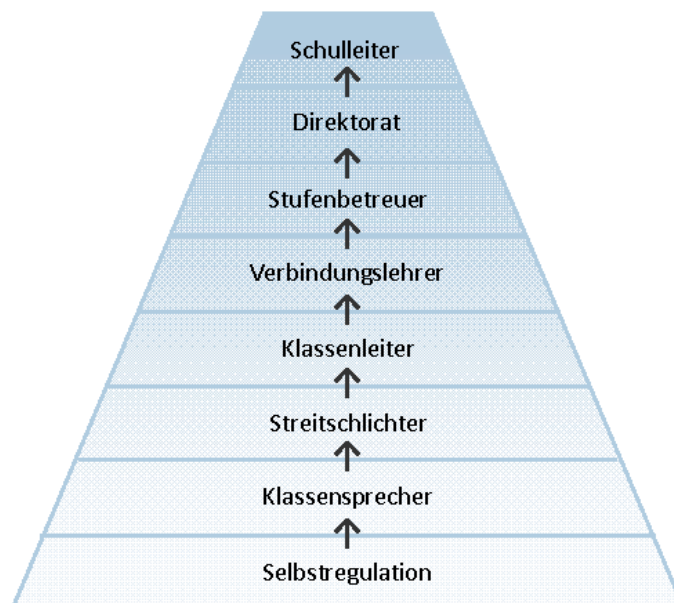 Schulleiter
Direktorat
Stufenbetreuer
Verbindungslehrer
Klassenleiter
Streitschlichter
Klassensprecher
Selbstregulation